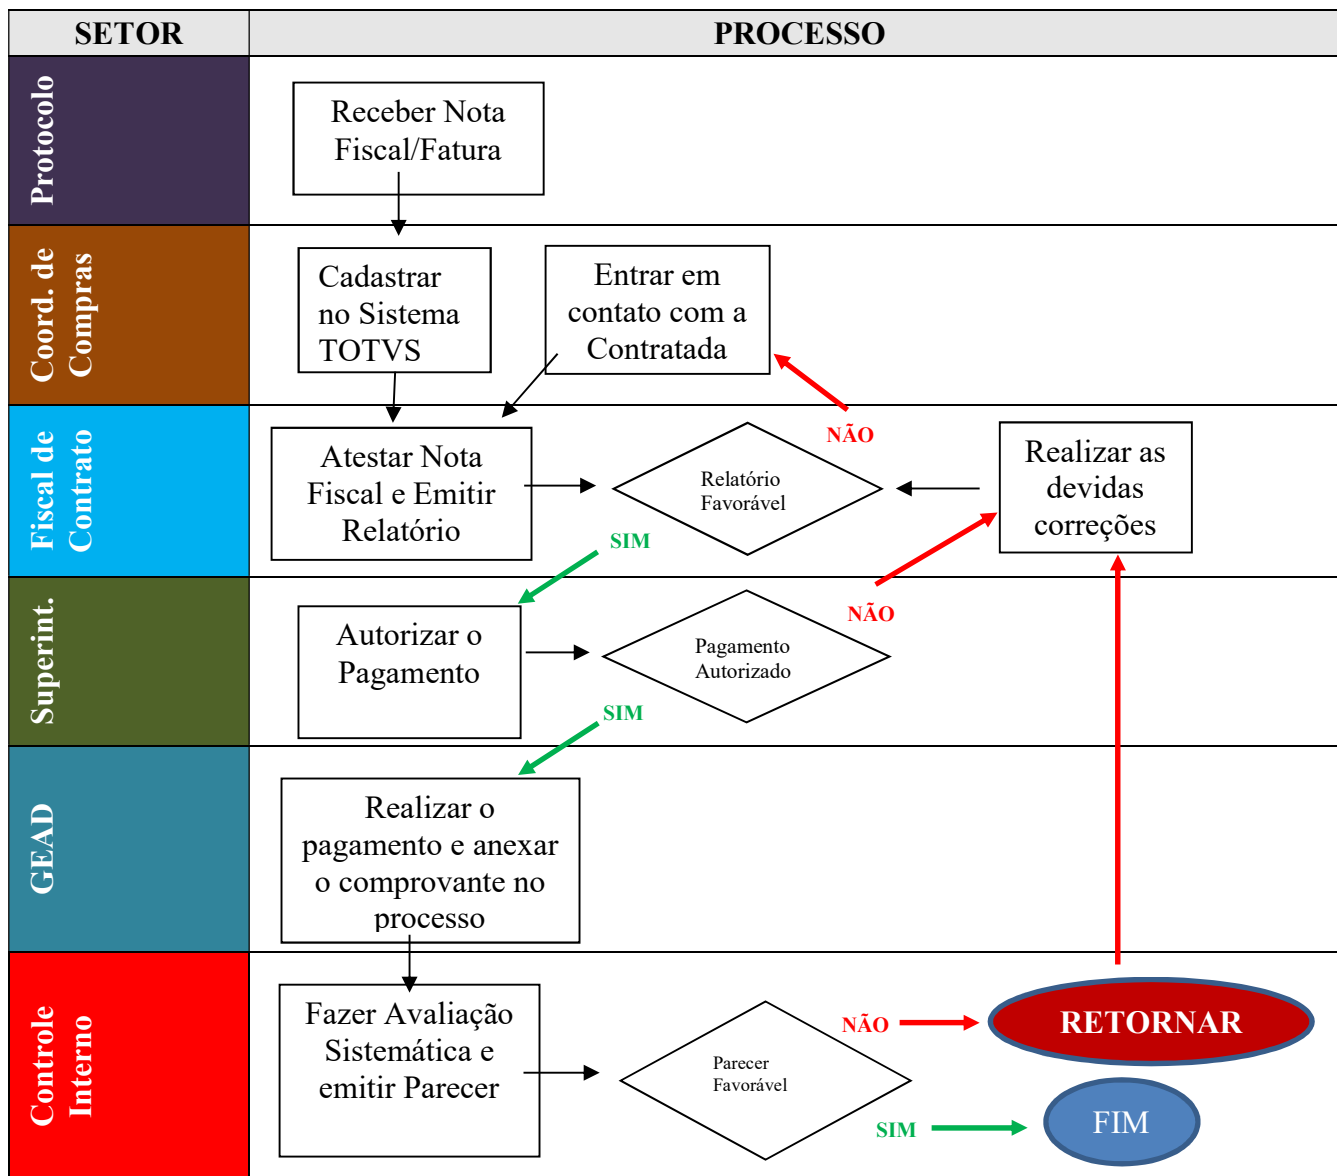 SETOR
PROCESSO
Protocolo
Receber Nota
Fiscal/Fatura
Coord. de
Compras
Cadastrar
no Sistema
TOTVS
Entrar em
contato com a
Contratada
Fiscal de
Contrato
Atestar Nota
Fiscal e Emitir
Relatório
Relatório
Favorável
NÃO
Realizar as
devidas
correções
SIM
Superint.
Autorizar o
Pagamento
Pagamento
Autorizado
NÃO
SIM
GEAD
Realizar o
pagamento e anexar
o comprovante no
processo
Controle
Interno
Fazer Avaliação
Sistemática e
emitir Parecer
Parecer
Favorável
NÃO
RETORNAR
SIM
FIM